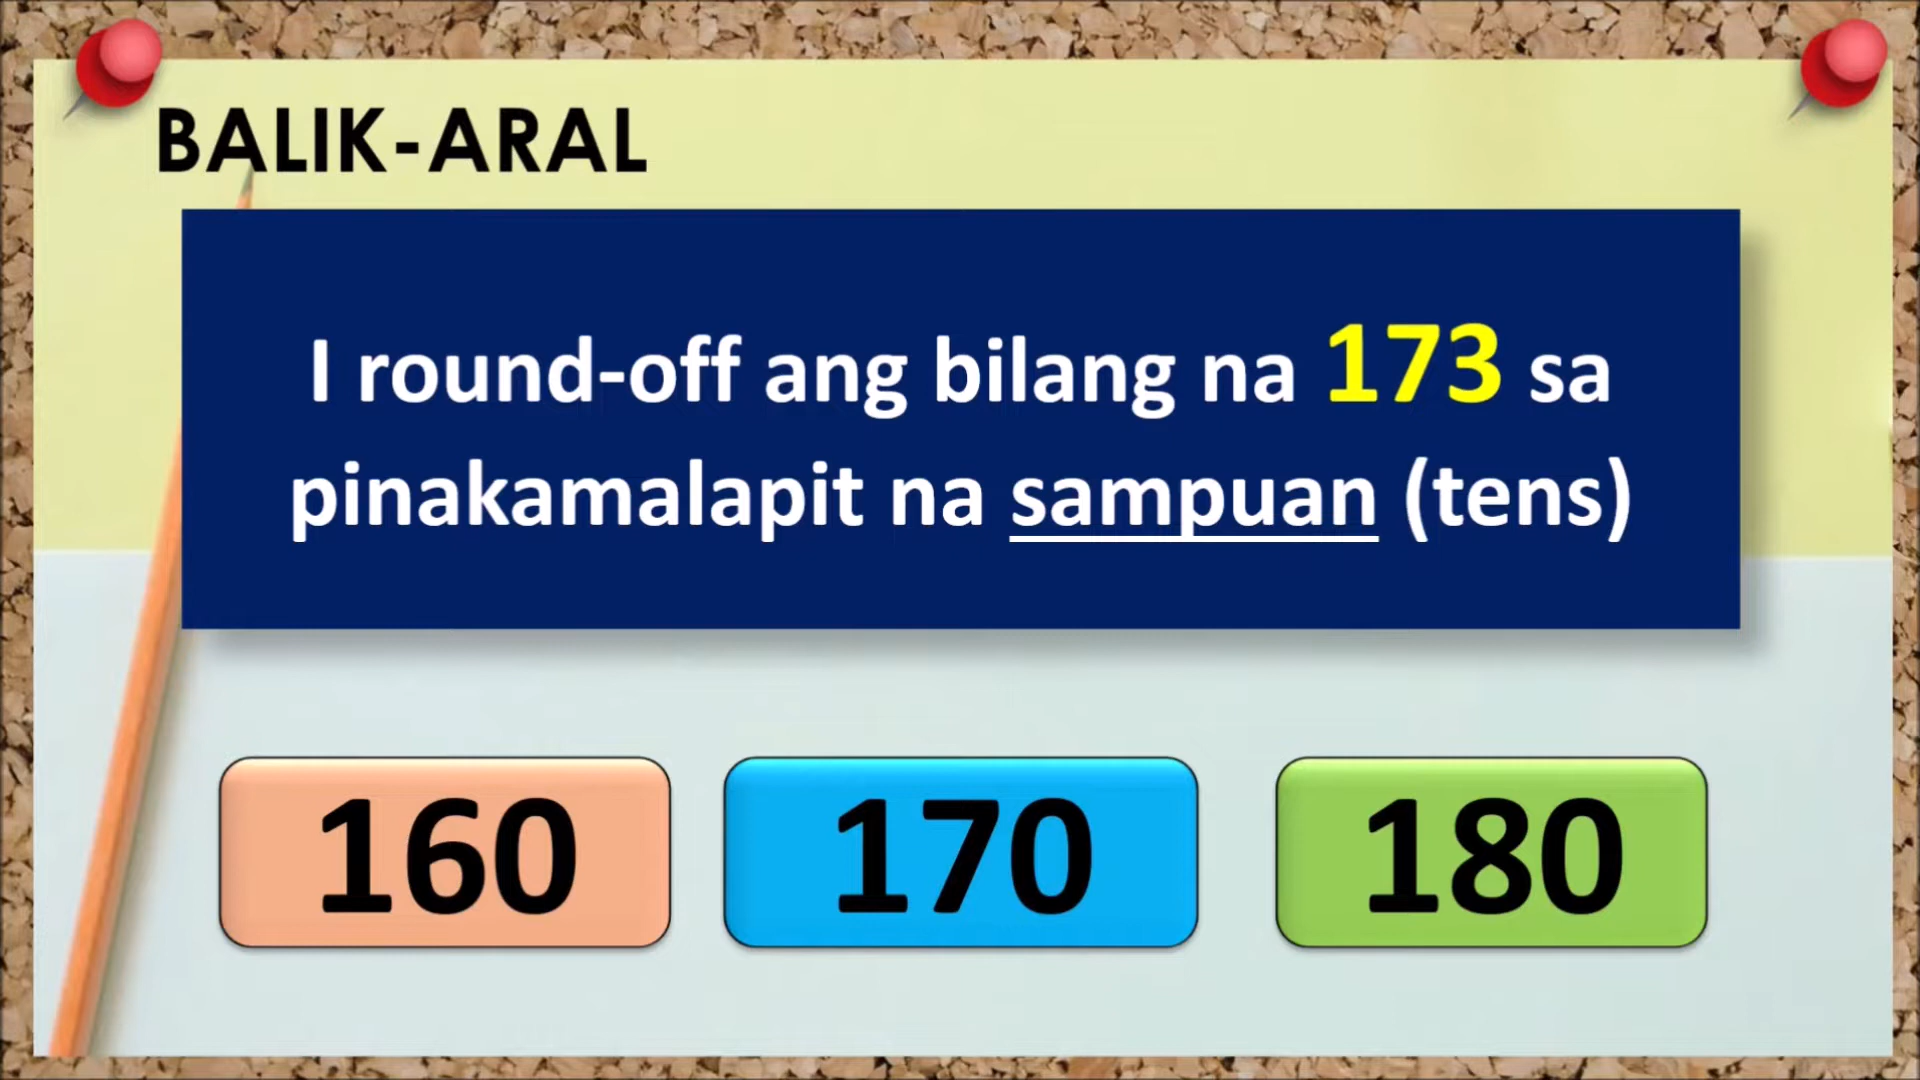 BALIK-ARAL
I round-off ang bilang na 173 sa
pinakamalapit na sampuan (tens)
160 170 180